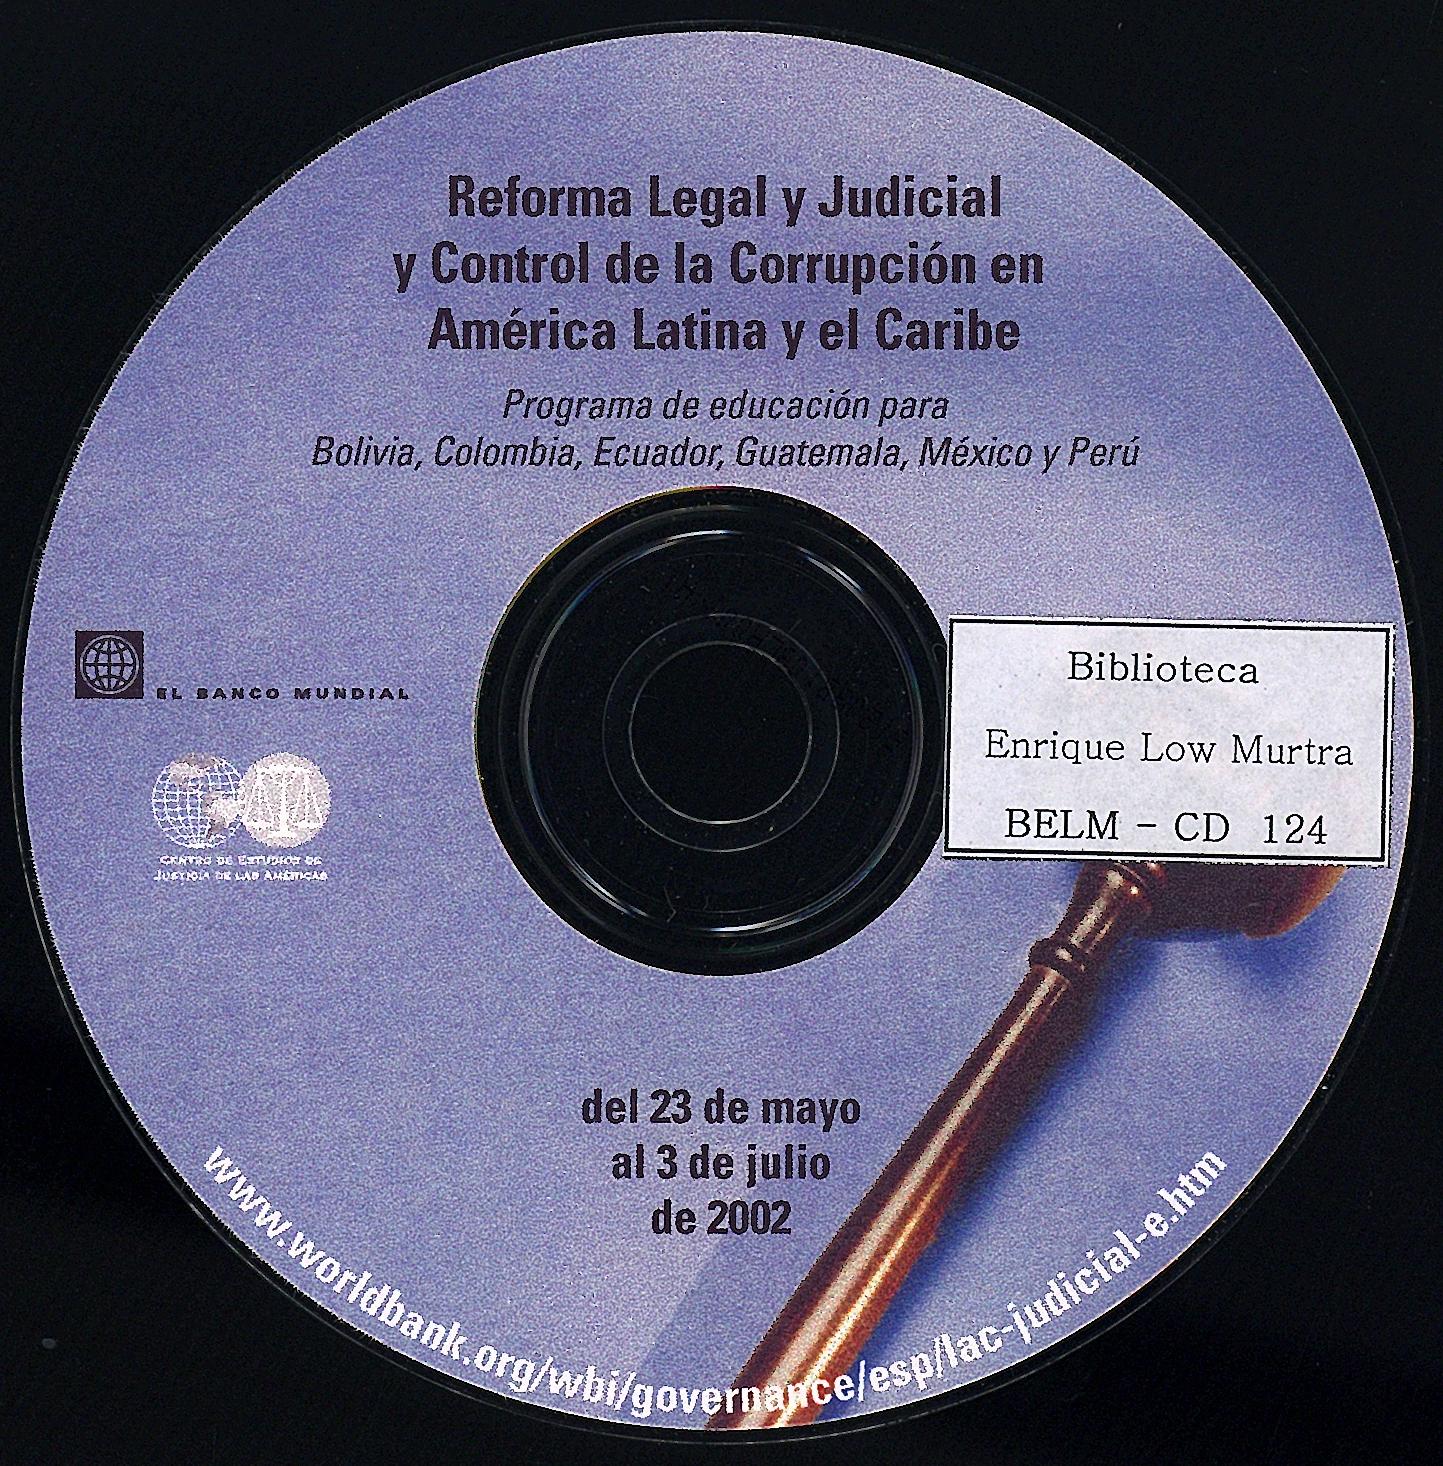 Reforma Legal y Judicial
y Control de la Corrupción en
América Latina y el Caribe
Programa de educación para
Bolivia, Colombia, Ecuador, Guatemala, México y Perú
EL BANCO MUNDIAL
CENTRO DE ESTUDIOS DE
JUSTICIA DE LAS AMÉRICAS
Biblioteca
Enrique Low Murtra
BELM - CD 124
del 23 de mayo
al 3 de julio
de 2002
www.worldbank.org/wbi/governance/esp/lac-judicial-e.htm